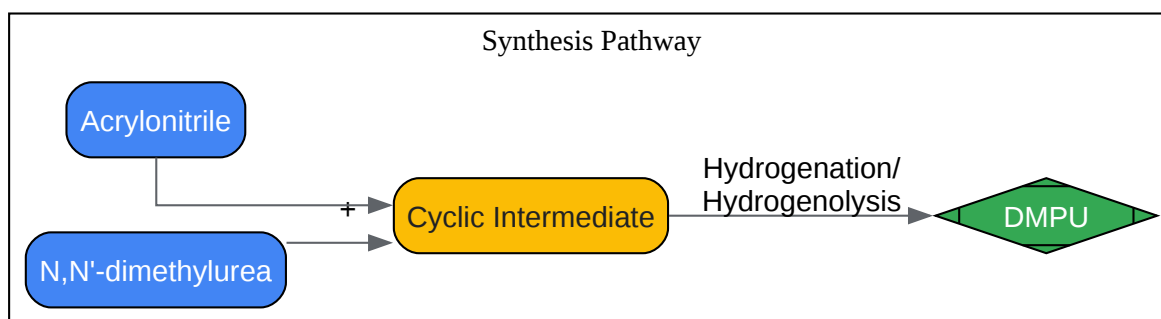 Synthesis Pathway
Acrylonitrile
+
N,N'-dimethylurea
Cyclic Intermediate
Hydrogenation/
Hydrogenolysis
DMPU